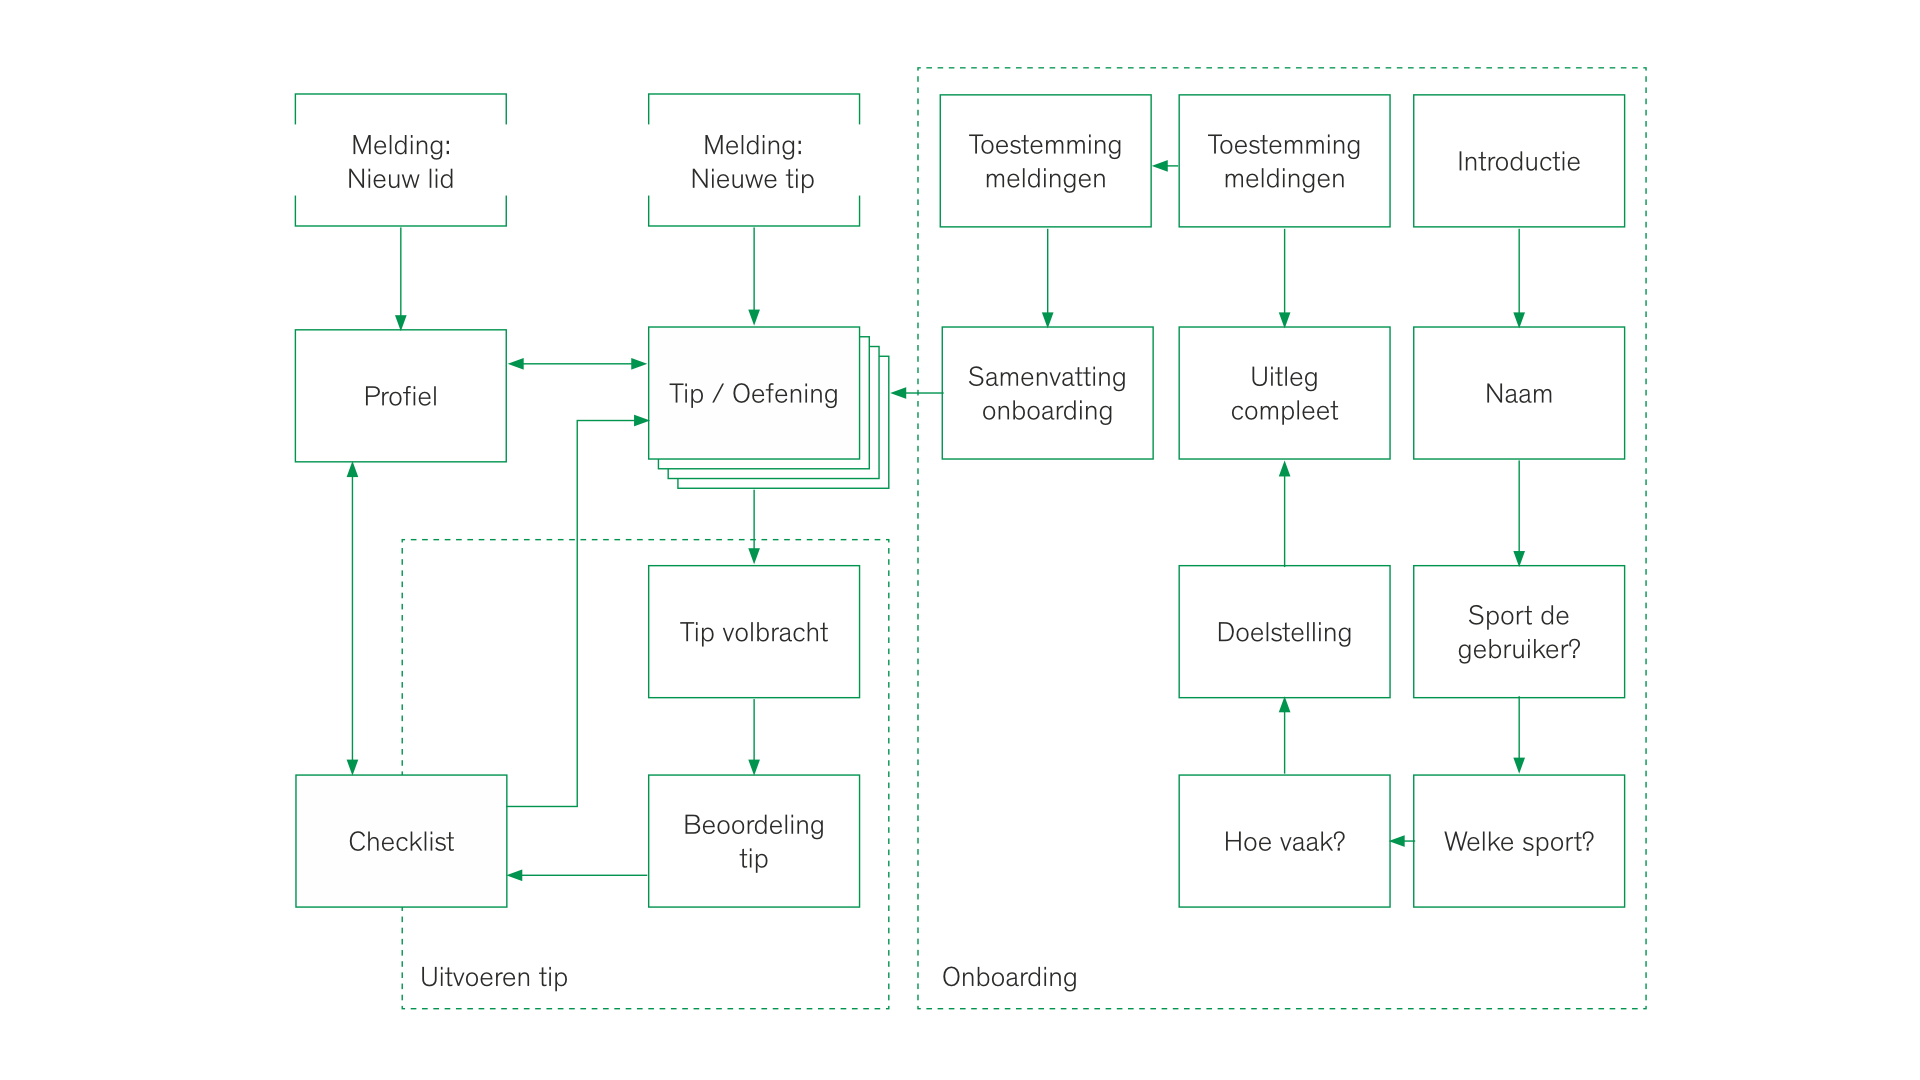 Melding:
Nieuw lid
Melding:
Nieuwe tip
Toestemming
meldingen
Toestemming
meldingen
Introductie
Profiel
Tip / Oefening
Samenvatting
onboarding
Uitleg
compleet
Naam
Tip volbracht
Doelstelling
Sport de
gebruiker?
Checklist
Beoordeling
tip
Hoe vaak?
Welke sport?
Uitvoeren tip
Onboarding